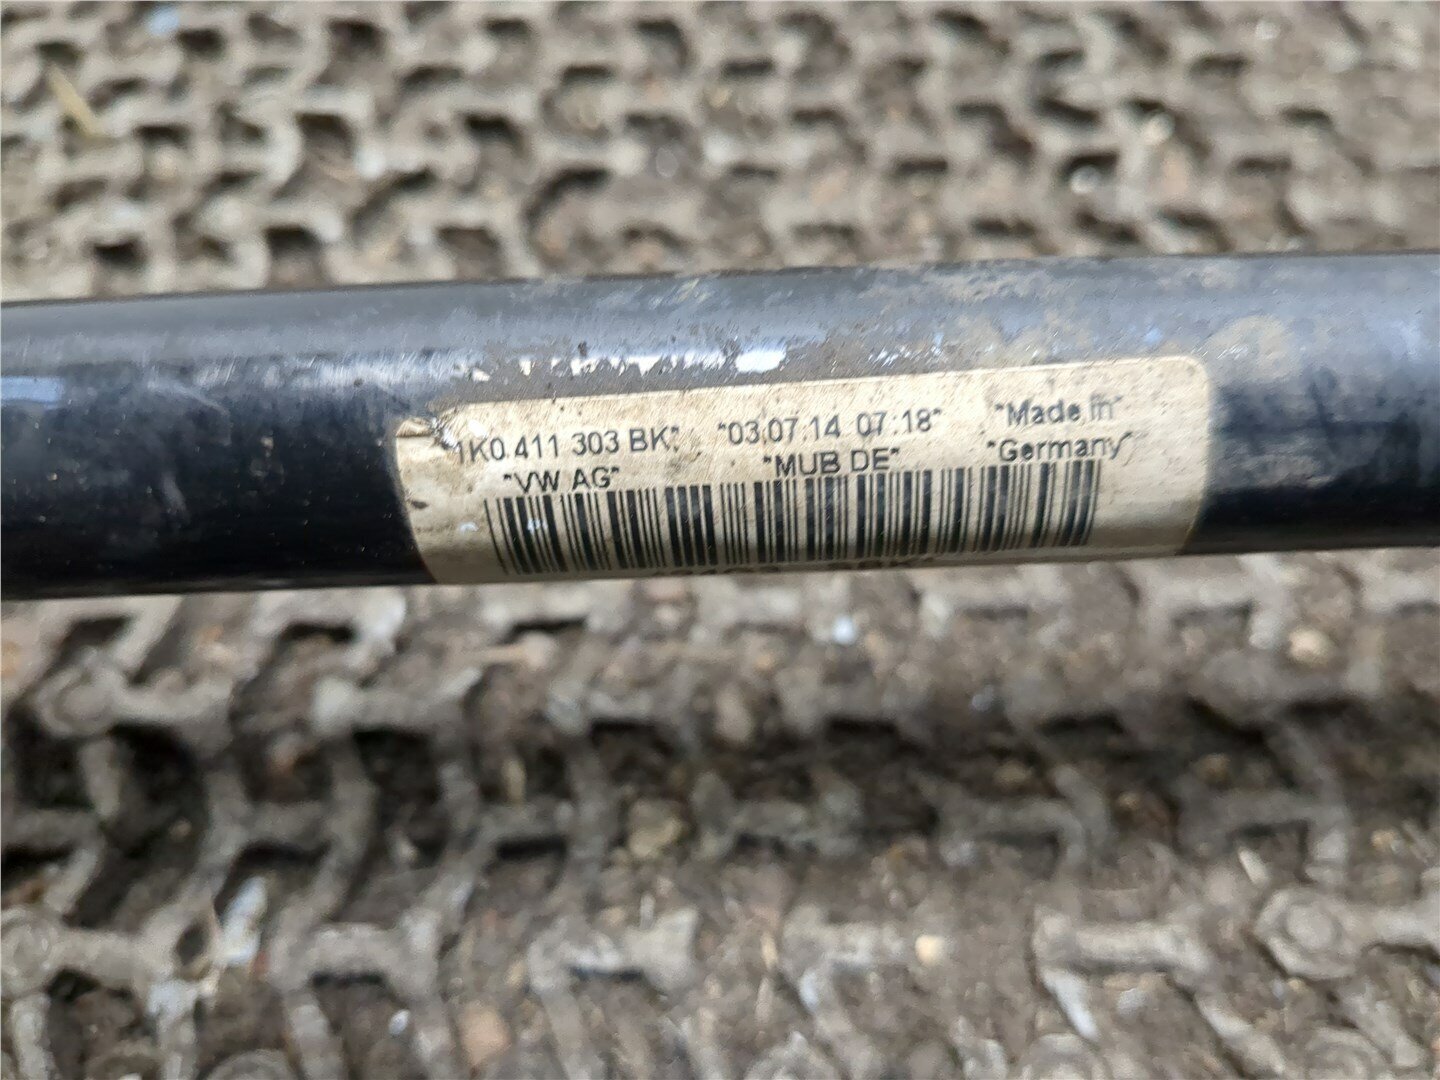 "1K0 411 303 BK" "03.07.14 07:18" "Made in"
"VW AG" "MUB DE" "Germany"